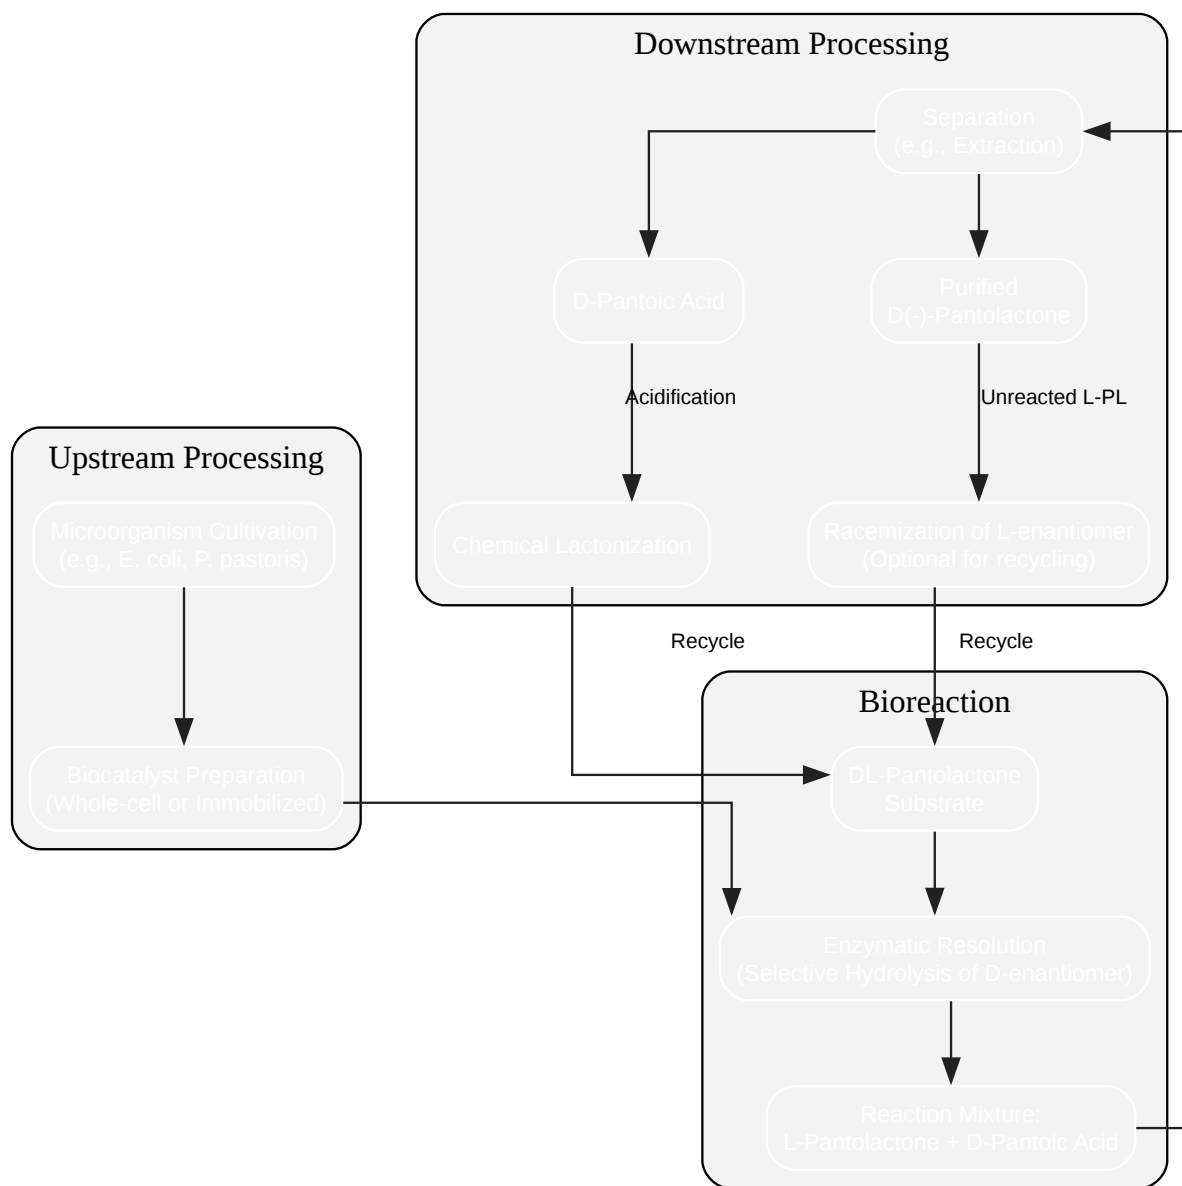 Downstream Processing
Separation
(e.g., Extraction)
D-Pantoic Acid
Purified
D(-)-Pantolactone
Acidification
Unreacted L-PL
Chemical Lactonization
Racemization of L-enantiomer
(Optional for recycling)
Upstream Processing
Microorganism Cultivation
(e.g., E. coli, P. pastoris)
Biocatalyst Preparation
(Whole-cell or Immobilized)
Recycle
Recycle
Bioreaction
DL-Pantolactone
Substrate
Enzymatic Resolution
(Selective Hydrolysis of D-enantiomer)
Reaction Mixture:
L-Pantolactone + D-Pantoic Acid